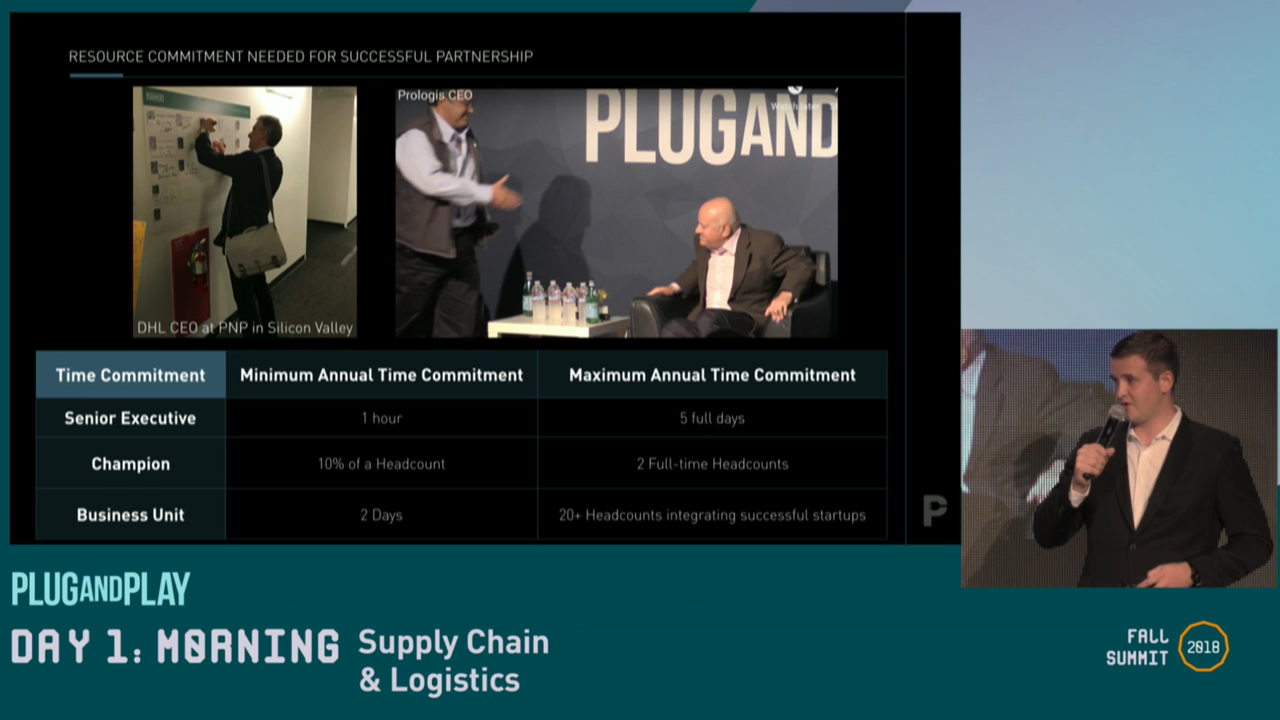 RESOURCE COMMITMENT NEEDED FOR SUCCESSFUL PARTNERSHIP
Prologis CEO
Watch later
PLUGAND
DHL CEO at PNP in Silicon Valley
Time Commitment Minimum Annual Time Commitment Maximum Annual Time Commitment
Senior Executive 1 hour 5 full days
Champion 10% of a Headcount 2 Full-time Headcounts
Business Unit 2 Days 20+ Headcounts integrating successful startups
P
PLUGANDPLAY
DAY 1: MORNING
Supply Chain
& Logistics
FALL
SUMMIT
2018